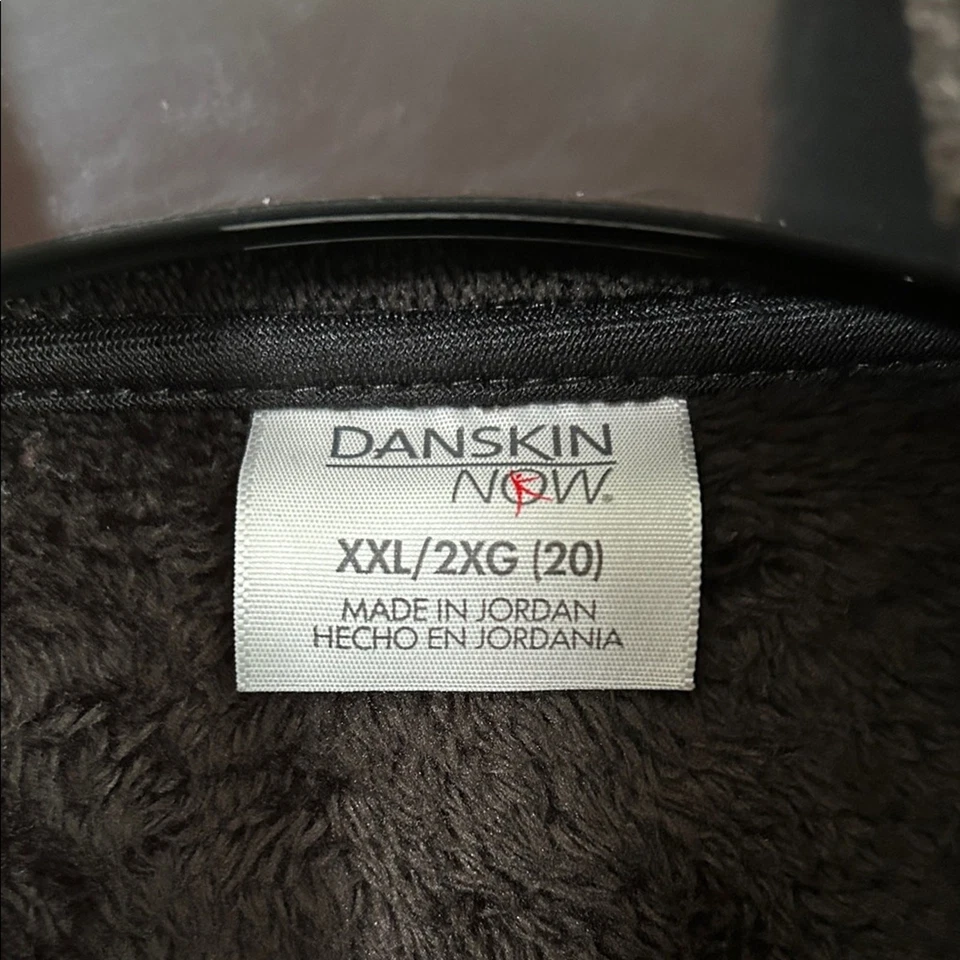 DANSKIN
NOW®
XXL/2XG (20)
MADE IN JORDAN
HECHO EN JORDANIA